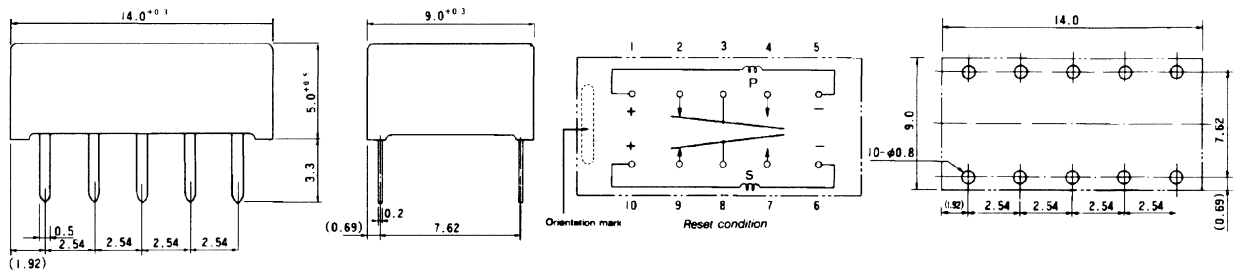 14.0+0.3
5.0+0.5
3.3
0.5
2.54 2.54 2.54 2.54
(1.92)
9.0+0.3
0.2
(0.69)
7.62
1 2 3 4 5
P
+ −
+ −
S
10 9 8 7 6
Orientation mark
Reset condition
14.0
9.0
7.62
10-ϕ0.8
(1.92) 2.54 2.54 2.54 2.54
(0.69)